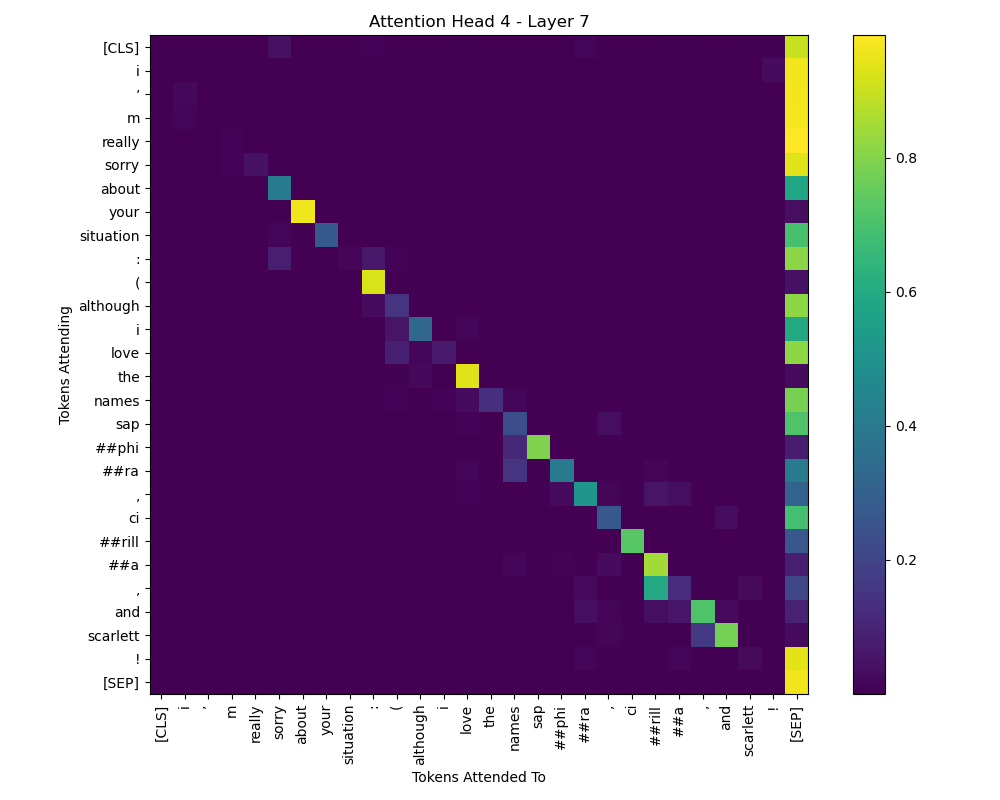 Attention Head 4 - Layer 7
Tokens Attending
[CLS]
i
’
m
really
sorry
about
your
situation
:
(
although
i
love
the
names
sap
##phi
##ra
,
ci
##rill
##a
,
and
scarlett
!
[SEP]
[CLS]
i
’
m
really
sorry
about
your
situation
:
(
although
i
love
the
names
sap
##phi
##ra
,
ci
##rill
##a
,
and
scarlett
!
[SEP]
Tokens Attended To
0.8
0.6
0.4
0.2